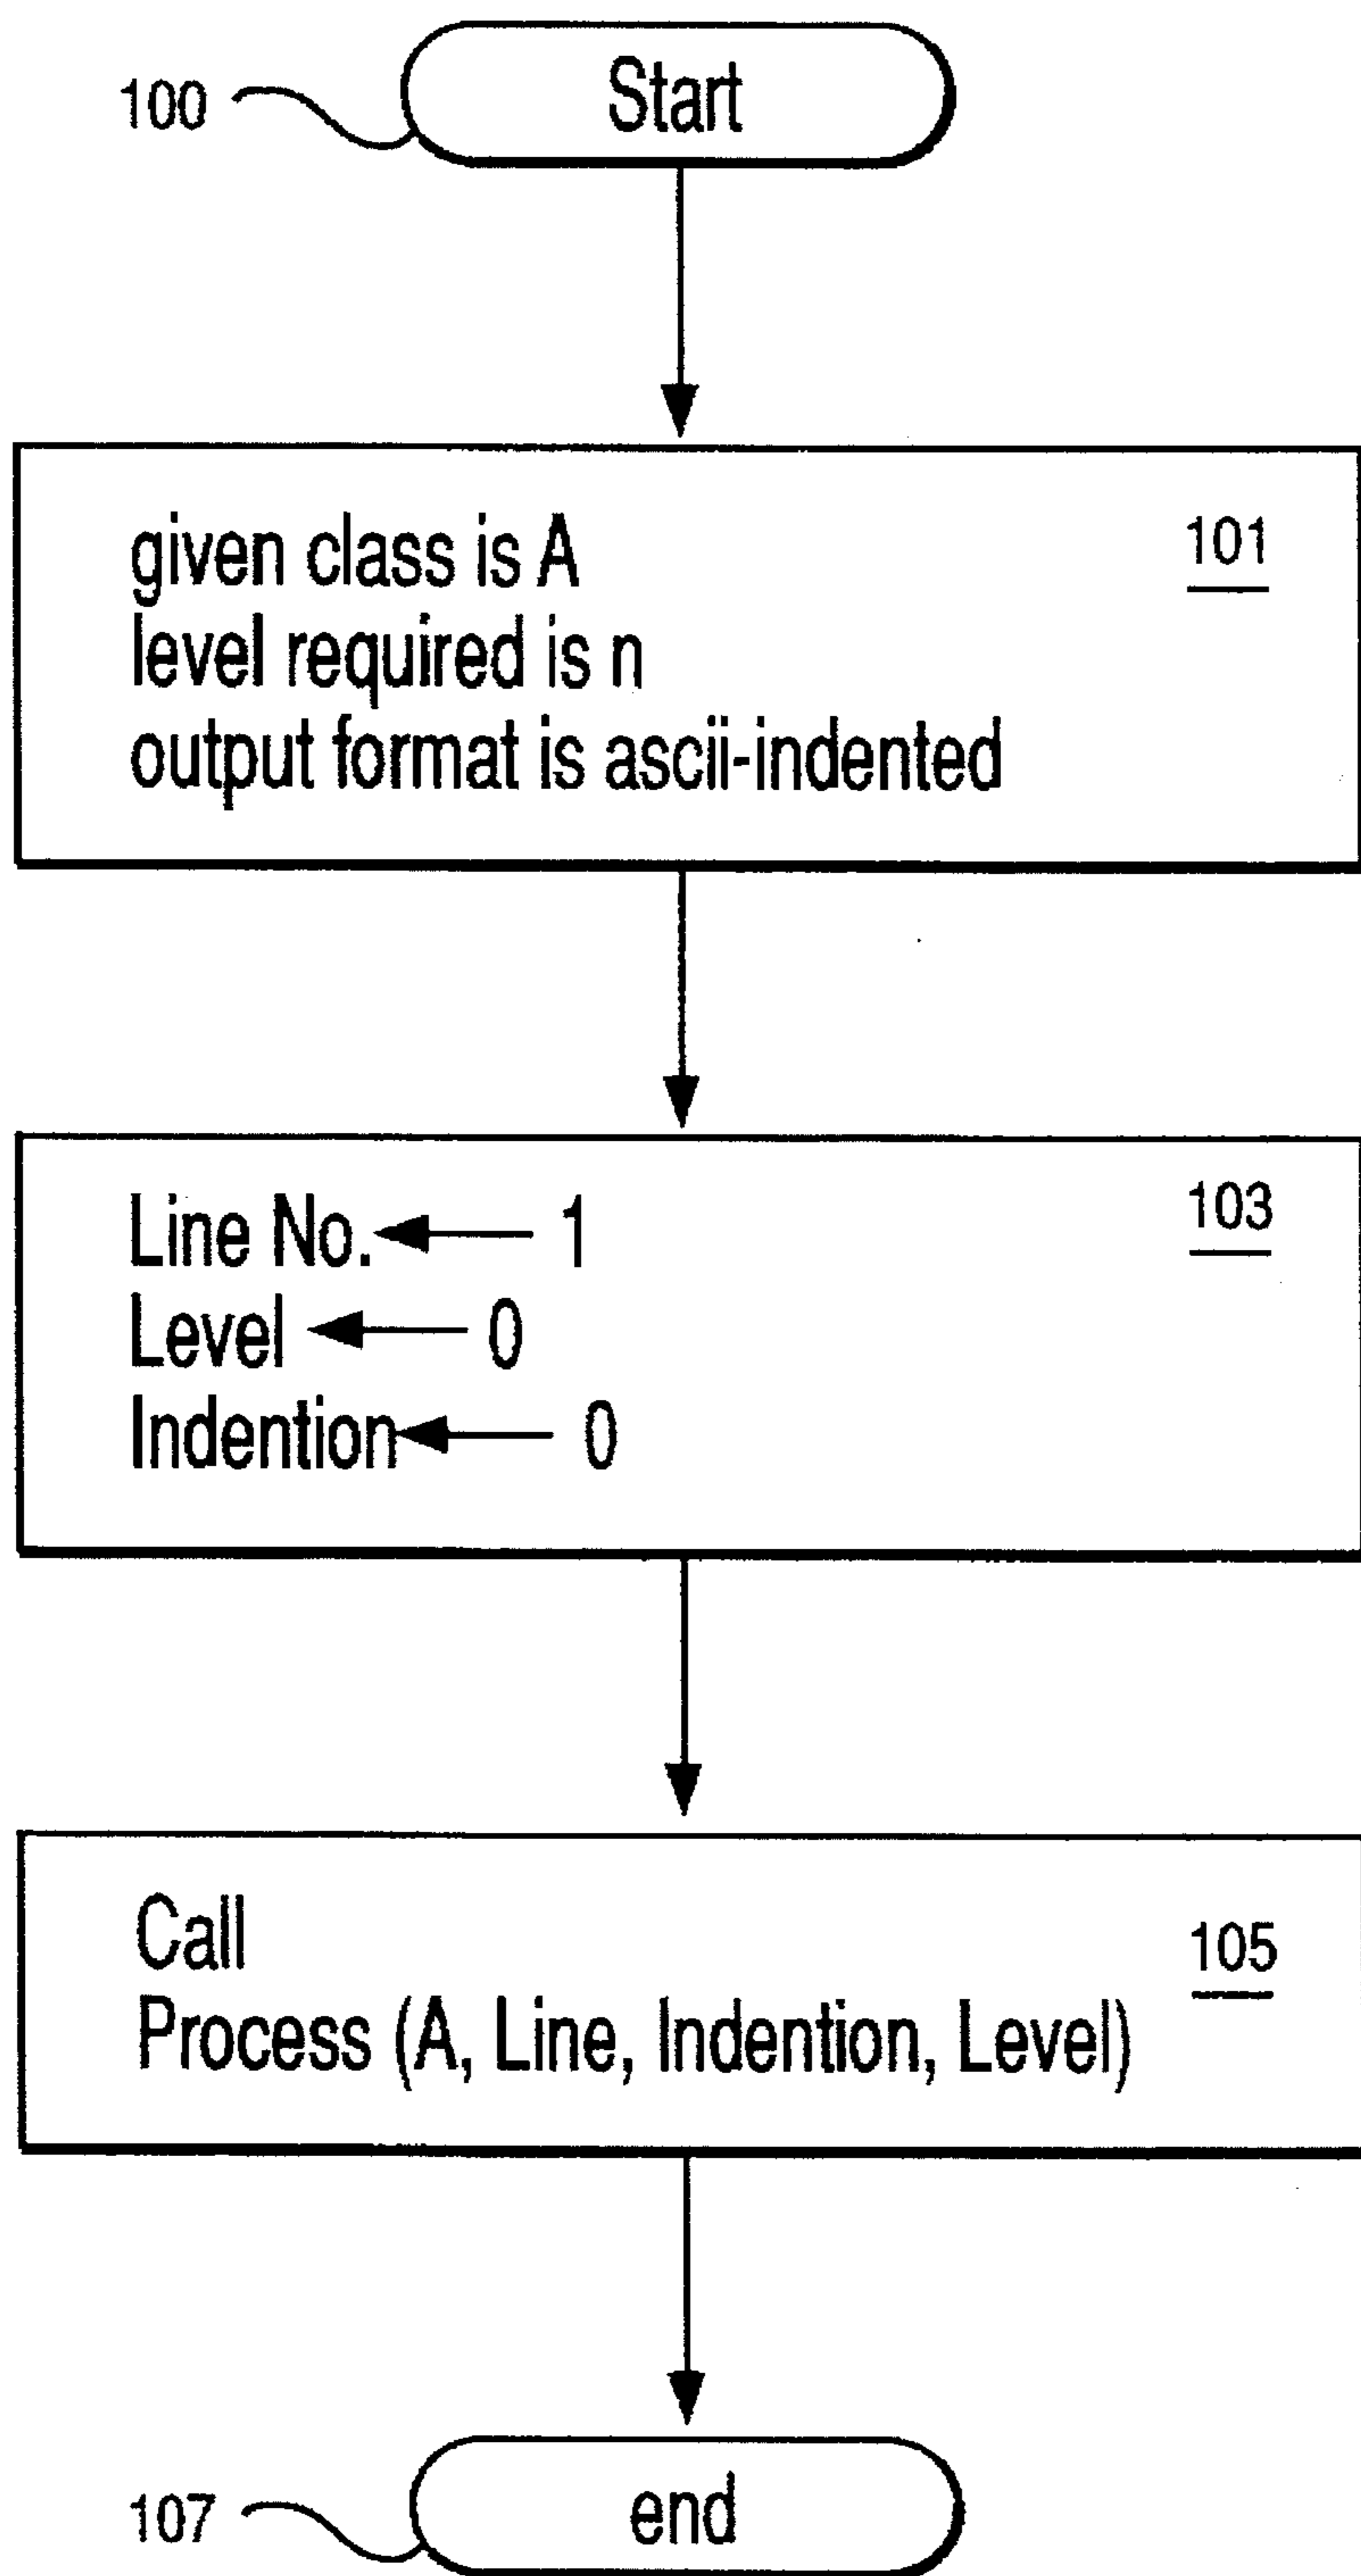 100
Start
given class is A
101
level required is n
output format is ascii-indented
Line No. ← 1
103
Level ← 0
Indention ← 0
Call
105
Process (A, Line, Indention, Level)
107
end